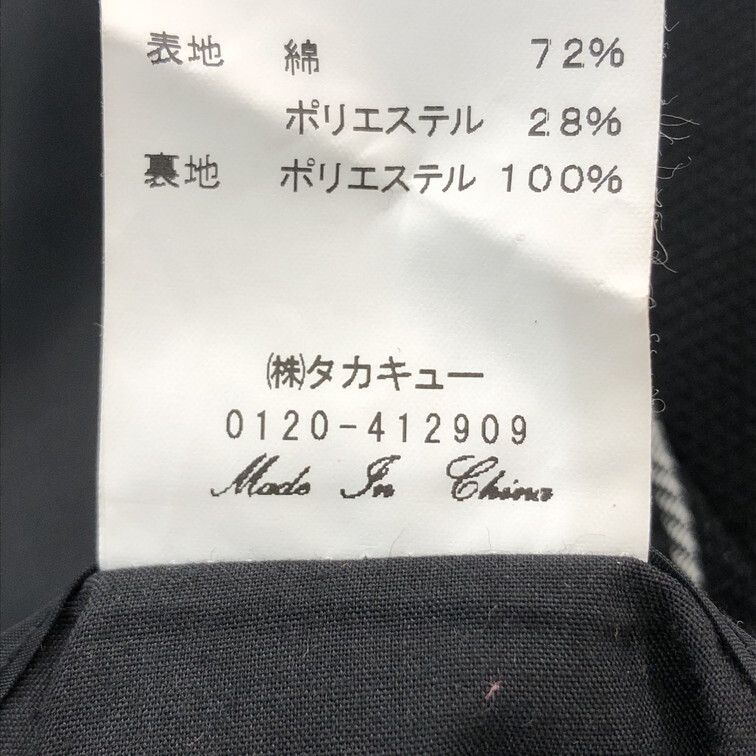 表地 綿 72%
ポリエステル 28%
裏地 ポリエステル 100%
㈱タカキュー
0120-412909
Made In China